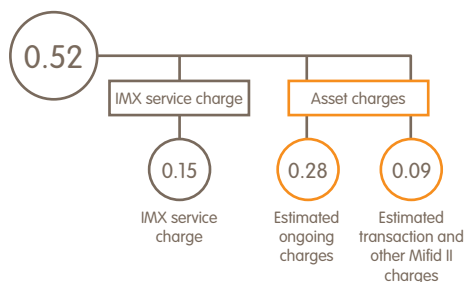 0.52
IMX service charge
Asset charges
0.15
0.28
0.09
IMX service
charge
Estimated
ongoing
charges
Estimated
transaction and
other Mifid II
charges